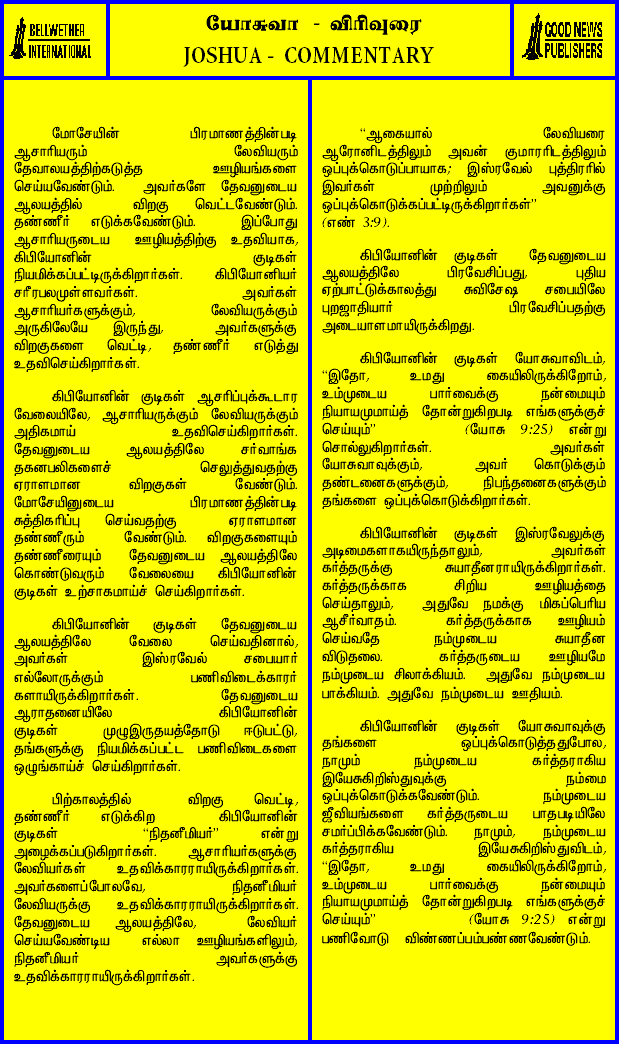 BELLWETHER
INTERNATIONAL
யோசுவா - விரிவுரை
JOSHUA - COMMENTARY
GOOD NEWS
PUBLISHERS
மோசேயின் பிரமாணத்தின்படி
ஆசாரியரும் லேவியரும்
தேவாலயத்திற்கடுத்த ஊழியங்களை
செய்யவேண்டும். அவர்களே தேவனுடைய
ஆலயத்தில் விறகு வெட்டவேண்டும்.
தண்ணீர் எடுக்கவேண்டும். இப்போது
ஆசாரியருடைய ஊழியத்திற்கு உதவியாக,
கிபியோனின் குடிகள்
நியமிக்கப்பட்டிருக்கிறார்கள். கிபியோனியர்
சரீரபலமுள்ளவர்கள். அவர்கள்
ஆசாரியர்களுக்கும், லேவியருக்கும்
அருகிலேயே இருந்து, அவர்களுக்கு
விறகுகளை வெட்டி, தண்ணீர் எடுத்து
உதவிசெய்கிறார்கள்.
கிபியோனின் குடிகள் ஆசரிப்புக்கூடார
வேலையிலே, ஆசாரியருக்கும் லேவியருக்கும்
அதிகமாய் உதவிசெய்கிறார்கள்.
தேவனுடைய ஆலயத்திலே சர்வாங்க
தகனபலிகளைச் செலுத்துவதற்கு
ஏராளமான விறகுகள் வேண்டும்.
மோசேயினுடைய பிரமாணத்தின்படி
சுத்திகரிப்பு செய்வதற்கு ஏராளமான
தண்ணீரும் வேண்டும். விறகுகளையும்
தண்ணீரையும் தேவனுடைய ஆலயத்திலே
கொண்டுவரும் வேலையை கிபியோனின்
குடிகள் உற்சாகமாய்ச் செய்கிறார்கள்.
கிபியோனின் குடிகள் தேவனுடைய
ஆலயத்திலே வேலை செய்வதினால்,
அவர்கள் இஸ்ரவேல் சபையார்
எல்லோருக்கும் பணிவிடைக்காரர்
களாயிருக்கிறார்கள். தேவனுடைய
ஆராதனையிலே கிபியோனின்
குடிகள் முழுஇருதயத்தோடு ஈடுபட்டு,
தங்களுக்கு நியமிக்கப்பட்ட பணிவிடைகளை
ஒழுங்காய்ச் செய்கிறார்கள்.
பிற்காலத்தில் விறகு வெட்டி,
தண்ணீர் எடுக்கிற கிபியோனின்
குடிகள் “நிதனீமியர்” என்று
அழைக்கப்படுகிறார்கள். ஆசாரியர்களுக்கு
லேவியர்கள் உதவிக்காரராயிருக்கிறார்கள்.
அவர்களைப்போலவே, நிதனீமியர்
லேவியருக்கு உதவிக்காரராயிருக்கிறார்கள்.
தேவனுடைய ஆலயத்திலே, லேவியர்
செய்யவேண்டிய எல்லா ஊழியங்களிலும்,
நிதனீமியர் அவர்களுக்கு
உதவிக்காரராயிருக்கிறார்கள்.
“ஆகையால் லேவியரை
ஆரோனிடத்திலும் அவன் குமாரரிடத்திலும்
ஒப்புக்கொடுப்பாயாக; இஸ்ரவேல் புத்திரரில்
இவர்கள் முற்றிலும் அவனுக்கு
ஒப்புக்கொடுக்கப்பட்டிருக்கிறார்கள்”
(எண் 3:9).
கிபியோனின் குடிகள் தேவனுடைய
ஆலயத்திலே பிரவேசிப்பது, புதிய
ஏற்பாட்டுக்காலத்து சுவிசேஷ சபையிலே
புறஜாதியார் பிரவேசிப்பதற்கு
அடையாளமாயிருக்கிறது.
கிபியோனின் குடிகள் யோசுவாவிடம்,
“இதோ, உமது கையிலிருக்கிறோம்,
உம்முடைய பார்வைக்கு நன்மையும்
நியாயமுமாய்த் தோன்றுகிறபடி எங்களுக்குச்
செய்யும்” (யோசு 9:25) என்று
சொல்லுகிறார்கள். அவர்கள்
யோசுவாவுக்கும், அவர் கொடுக்கும்
தண்டனைகளுக்கும், நிபந்தனைகளுக்கும்
தங்களை ஒப்புக்கொடுக்கிறார்கள்.
கிபியோனின் குடிகள் இஸ்ரவேலுக்கு
அடிமைகளாகயிருந்தாலும், அவர்கள்
கர்த்தருக்கு சுயாதீனராயிருக்கிறார்கள்.
கர்த்தருக்காக சிறிய ஊழியத்தை
செய்தாலும், அதுவே நமக்கு மிகப்பெரிய
ஆசீர்வாதம். கர்த்தருக்காக ஊழியம்
செய்வதே நம்முடைய சுயாதீன
விடுதலை. கர்த்தருடைய ஊழியமே
நம்முடைய சிலாக்கியம். அதுவே நம்முடைய
பாக்கியம். அதுவே நம்முடைய ஊதியம்.
கிபியோனின் குடிகள் யோசுவாவுக்கு
தங்களை ஒப்புக்கொடுத்ததுபோல,
நாமும் நம்முடைய கர்த்தராகிய
இயேசுகிறிஸ்துவுக்கு நம்மை
ஒப்புக்கொடுக்கவேண்டும். நம்முடைய
ஜீவியங்களை கர்த்தருடைய பாதபடியிலே
சமர்ப்பிக்கவேண்டும். நாமும், நம்முடைய
கர்த்தராகிய இயேசுகிறிஸ்துவிடம்,
“இதோ, உமது கையிலிருக்கிறோம்,
உம்முடைய பார்வைக்கு நன்மையும்
நியாயமுமாய்த் தோன்றுகிறபடி எங்களுக்குச்
செய்யும்” (யோசு 9:25) என்று
பணிவோடு விண்ணப்பம்பண்ணவேண்டும்.